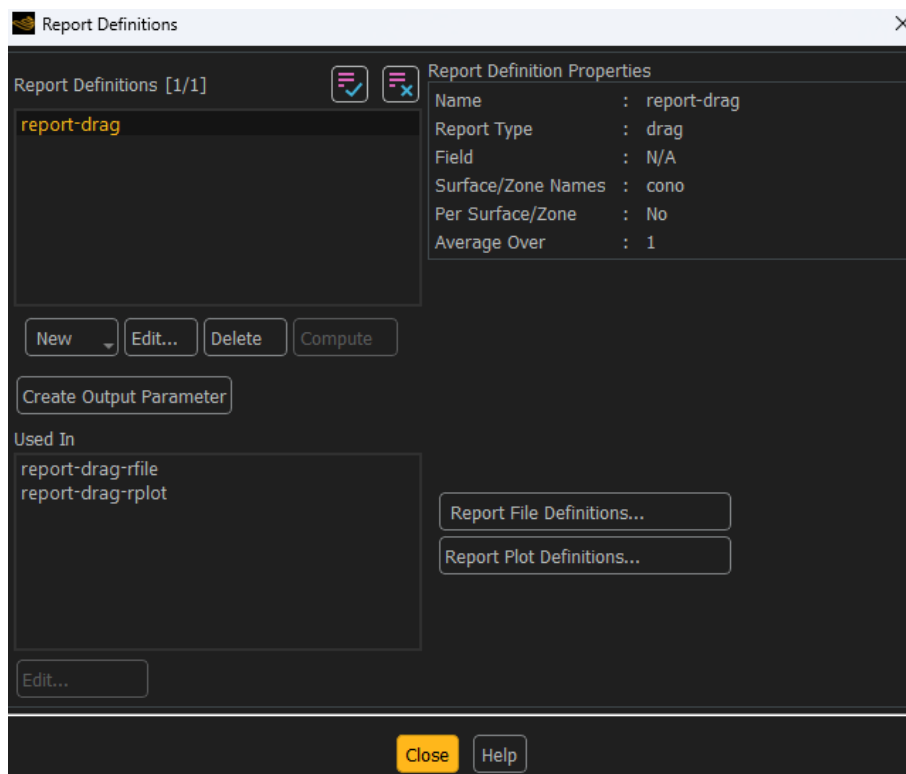 Report Definitions
Report Definitions [1/1]
report-drag
New
Edit...
Delete
Compute
Create Output Parameter
Used In
report-drag-rfile
report-drag-rplot
Edit...
Report Definition Properties
Name : report-drag
Report Type : drag
Field : N/A
Surface/Zone Names : cono
Per Surface/Zone : No
Average Over : 1
Report File Definitions...
Report Plot Definitions...
Close
Help